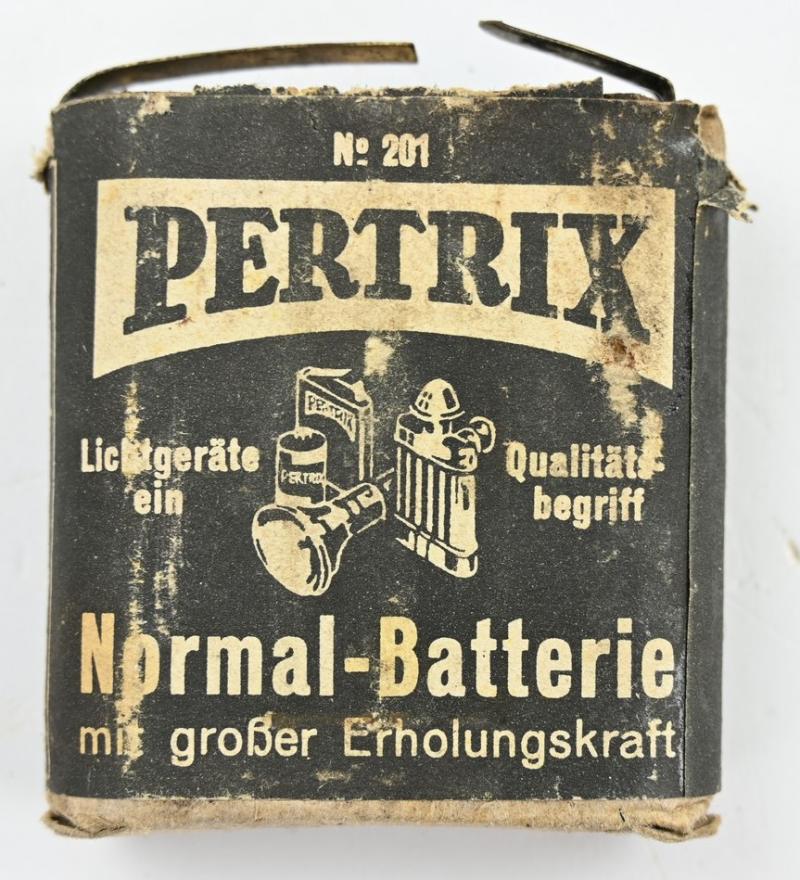 Nº 201
PERTRIX
PERTRIX
PERTRIX
Lichtgeräte
ein
Qualitäts-
begriff
Normal-Batterie
mit großer Erholungskraft